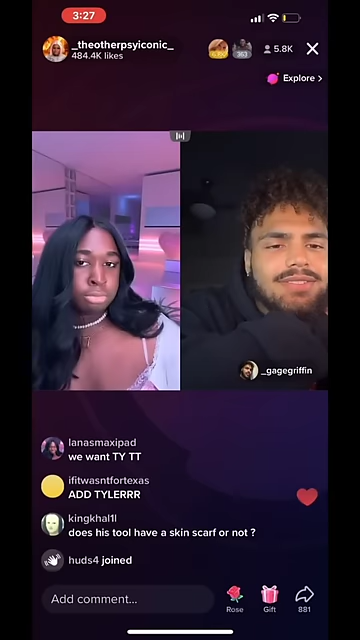 3:27
_theotherpsyiconic_
484.4K likes
363
5.8K
Explore >
_gagegriffin
lanasmaxipad
we want TY TT
ifitwasntfortexas
ADD TYLERRR
kingkhal1l
does his tool have a skin scarf or not ?
huds4 joined
Add comment...
Rose
Gift
881